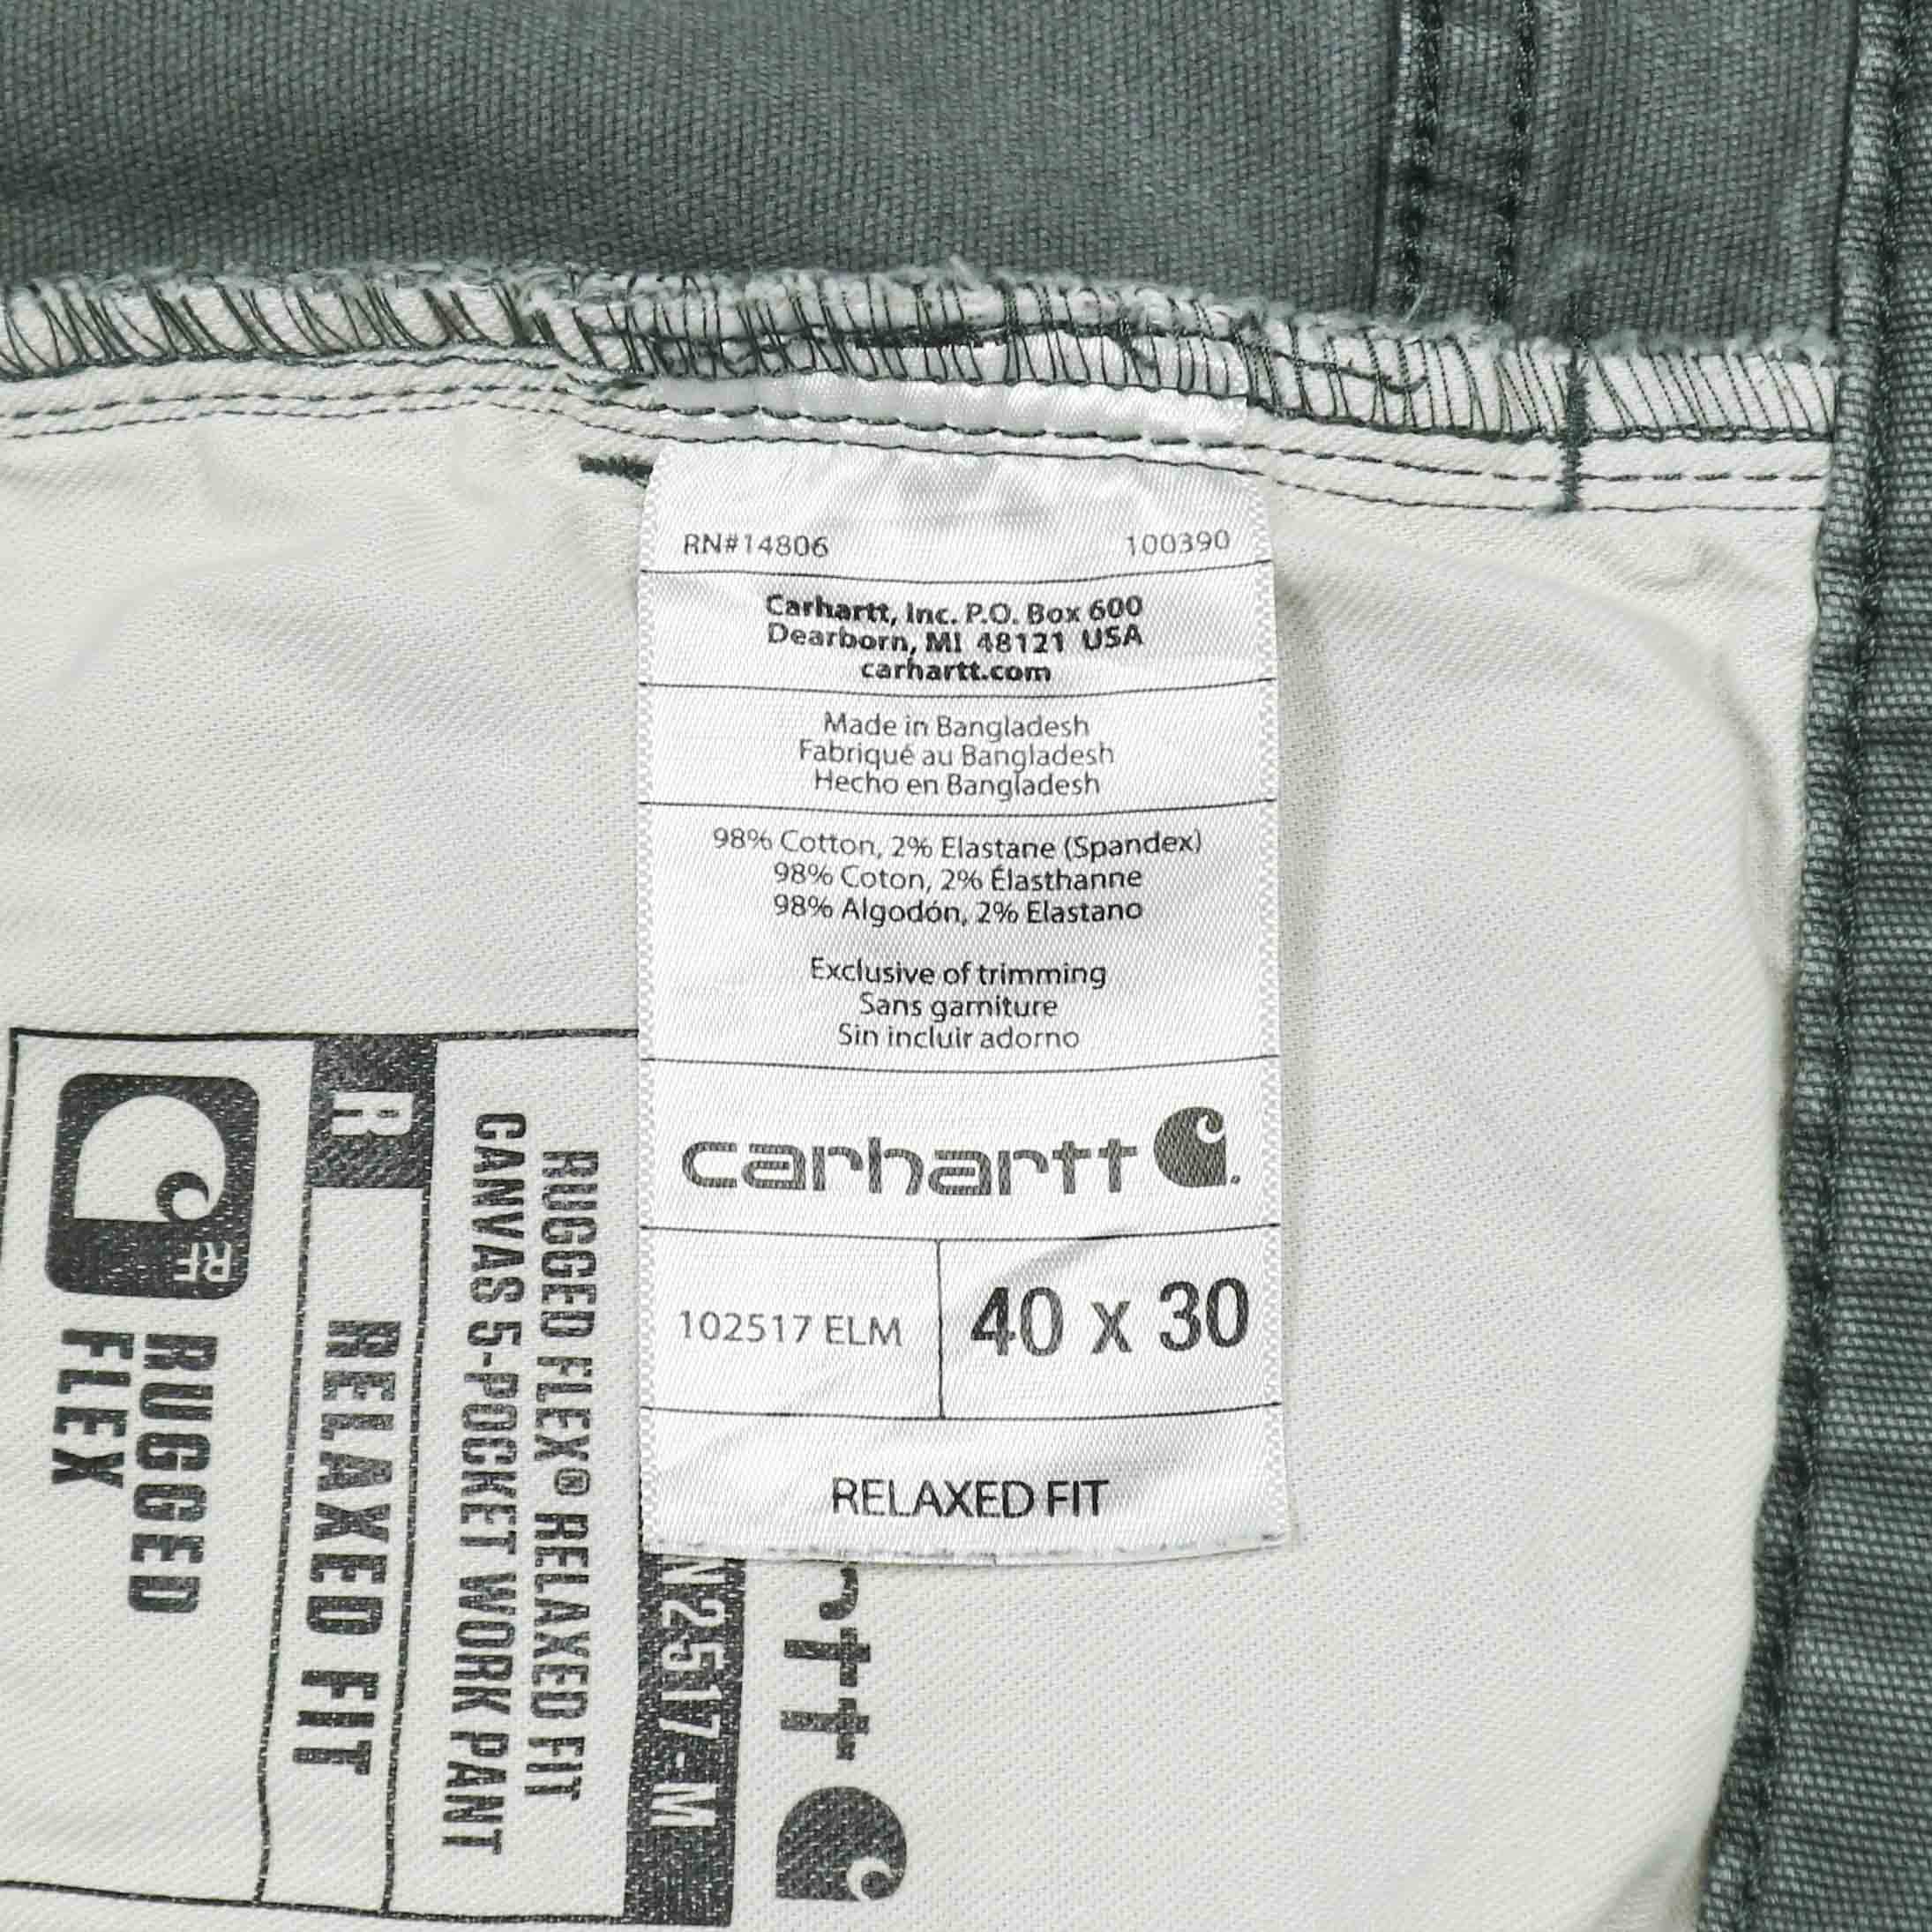 RN#14806 100390
Carhartt, Inc. P.O. Box 600
Dearborn, MI 48121 USA
carhartt.com
Made in Bangladesh
Fabriqué au Bangladesh
Hecho en Bangladesh
98% Cotton, 2% Elastane (Spandex)
98% Coton, 2% Élasthanne
98% Algodón, 2% Elastano
Exclusive of trimming
Sans garniture
Sin incluir adorno
carhartt
102517 ELM 40 x 30
RELAXED FIT
N2517-M
RUGGED FLEX® RELAXED FIT
CANVAS 5-POCKET WORK PANT
R RELAXED FIT
RF
RUGGED
FLEX